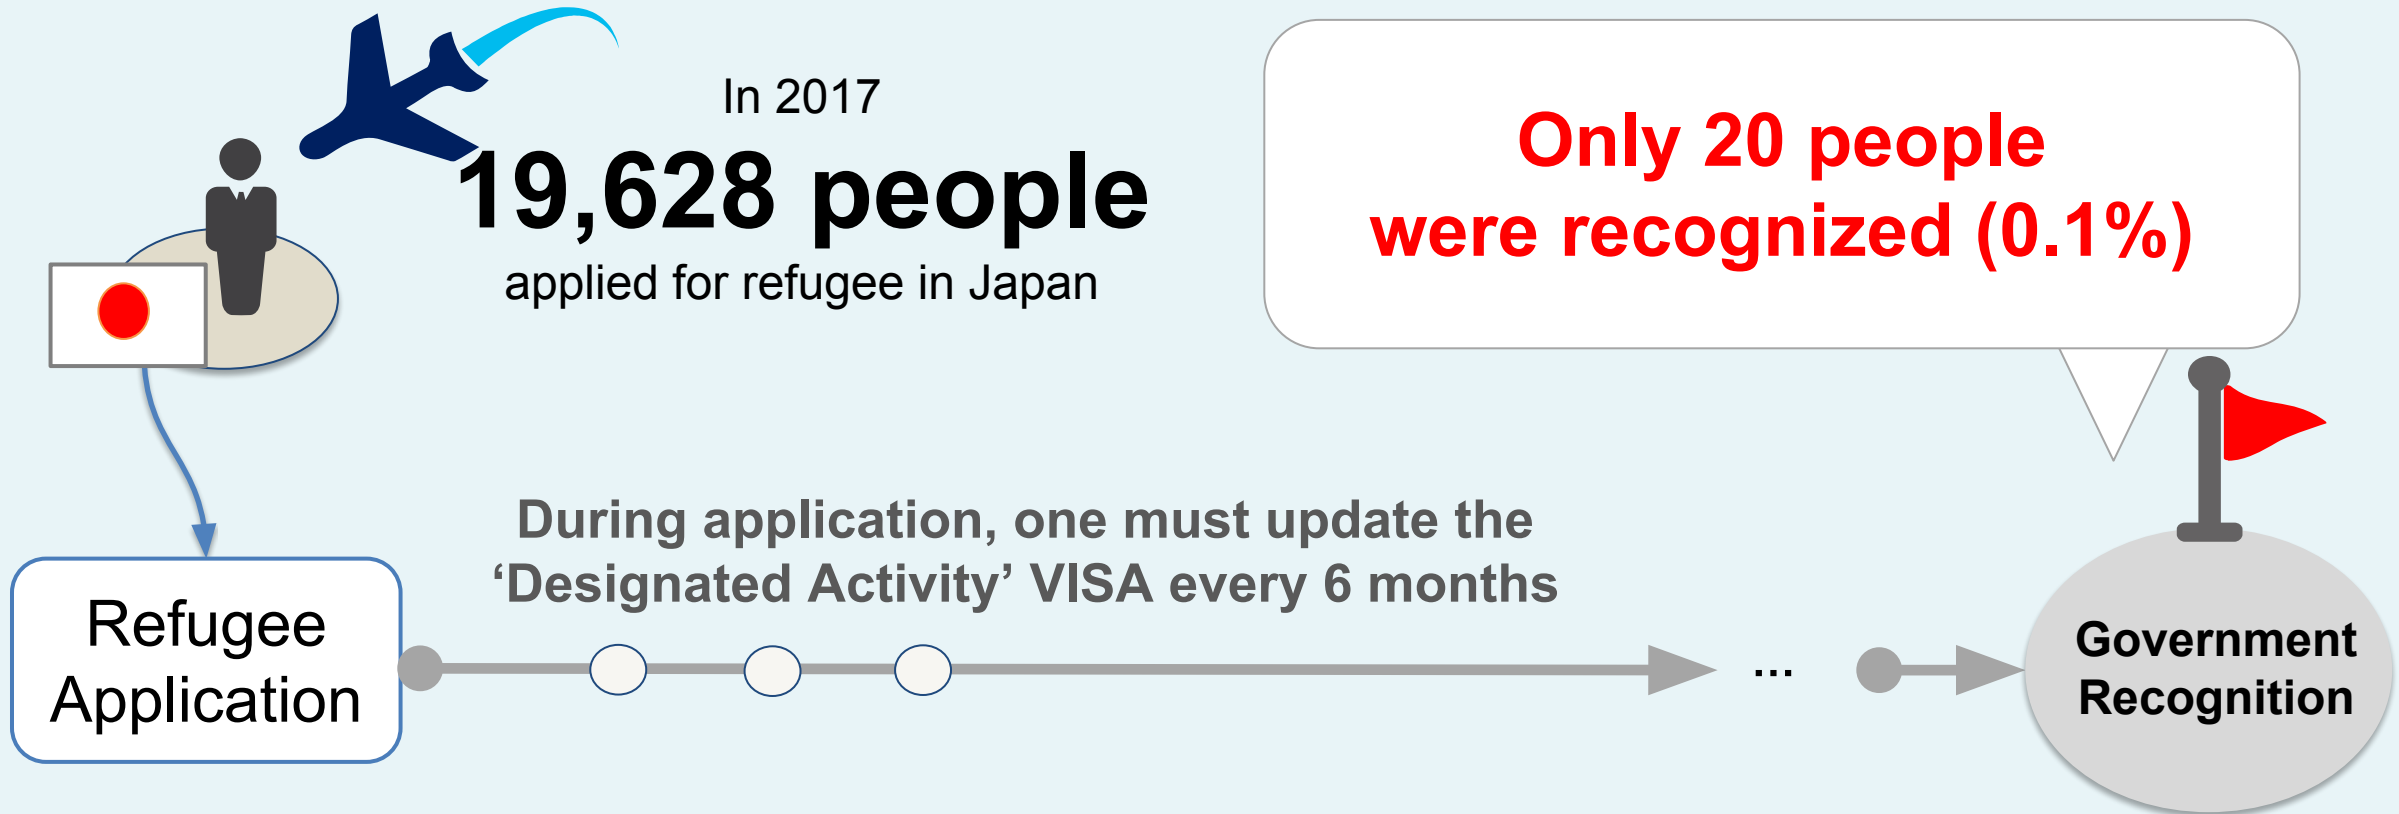 In 2017
19,628 people
applied for refugee in Japan
Only 20 people
were recognized (0.1%)
During application, one must update the
‘Designated Activity’ VISA every 6 months
Refugee
Application
...
Government
Recognition